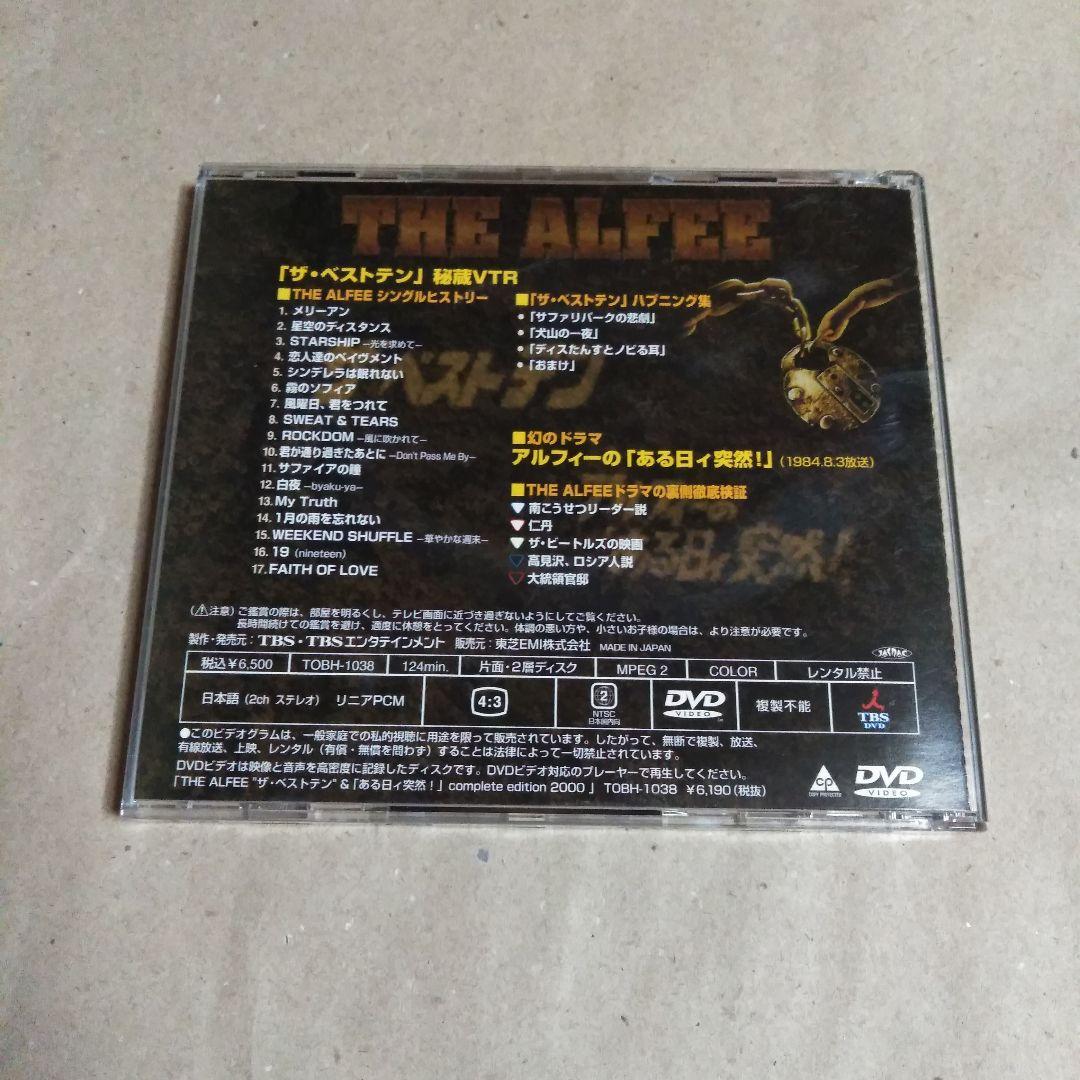 THE ALFEE
「ザ・ベストテン」秘蔵VTR
■THE ALFEE シングルヒストリー
1. メリーアン
2. 星空のディスタンス
3. STARSHIP –光を求めて–
4. 恋人達のペイヴメント
5. シンデレラは眠れない
6. 霧のソフィア
7. 風曜日、君をつれて
8. SWEAT & TEARS
9. ROCKDOM –風に吹かれて–
10. 君が通り過ぎたあとに –Don't Pass Me By–
11. サファイアの瞳
12. 白夜 –byaku-ya–
13. My Truth
14. 1月の雨を忘れない
15. WEEKEND SHUFFLE –華やかな週末–
16. 19 (nineteen)
17. FAITH OF LOVE
■「ザ・ベストテン」ハプニング集
●「サファリパークの悲劇」
●「犬山の一夜」
●「ディスたんすとノビる耳」
●「おまけ」
ベストテン
■幻のドラマ
アルフィーの「ある日ィ突然!」(1984.8.3放送)
■THE ALFEEドラマの裏側徹底検証
▼南こうせつリーダー説
▼仁丹
▼ザ・ビートルズの映画
▼高見沢、ロシア人説
▼大統領官邸
ある日ィ突然!
(⚠注意) ご鑑賞の際は、部屋を明るくし、テレビ画面に近づき過ぎないようにしてご覧ください。
長時間続けての鑑賞を避け、適度に休憩をとってください。体調の悪い方や、小さいお子様の場合は、より注意が必要です。
製作・発売元:TBS・TBSエンタテインメント 販売元:東芝EMI株式会社 MADE IN JAPAN
税込¥6,500 TOBH-1038 124min. 片面・2層ディスク MPEG 2 COLOR レンタル禁止
日本語(2ch ステレオ) リニアPCM 4:3 2 NTSC 日本国内向 DVD VIDEO 複製不能 TBS DVD
●このビデオグラムは、一般家庭での私的視聴に用途を限って販売されています。したがって、無断で複製、放送、
有線放送、上映、レンタル(有償・無償を問わず)することは法律によって一切禁止されています。
DVDビデオは映像と音声を高密度に記録したディスクです。DVDビデオ対応のプレーヤーで再生してください。
「THE ALFEE "ザ・ベストテン" &「ある日ィ突然!」complete edition 2000 」 TOBH-1038 ¥6,190(税抜)
cp COPY PROTECTED DVD VIDEO